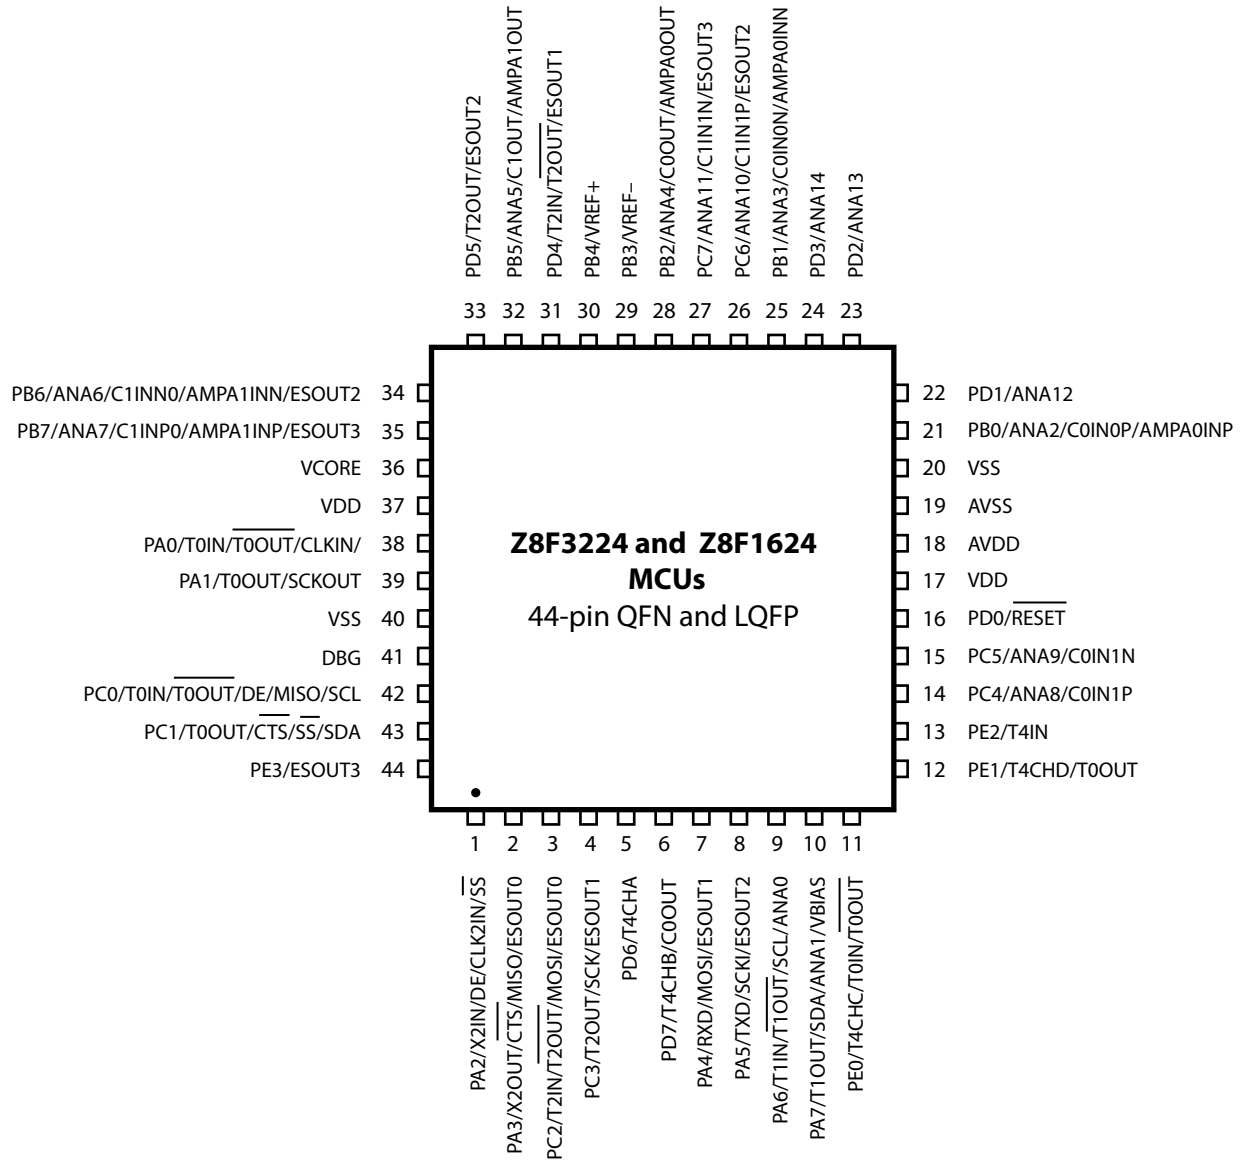 PD5/T2OUT/ESOUT2
PB5/ANA5/C1OUT/AMPA1OUT
PD4/T2IN/T2OUT/ESOUT1
PB4/VREF+
PB3/VREF–
PB2/ANA4/C0OUT/AMPA0OUT
PC7/ANA11/C1IN1N/ESOUT3
PC6/ANA10/C1IN1P/ESOUT2
PB1/ANA3/C0IN0N/AMPA0INN
PD3/ANA14
PD2/ANA13
33 32 31 30 29 28 27 26 25 24 23
PB6/ANA6/C1INN0/AMPA1INN/ESOUT2 34
PB7/ANA7/C1INP0/AMPA1INP/ESOUT3 35
VCORE 36
VDD 37
PA0/T0IN/T0OUT/CLKIN/ 38
PA1/T0OUT/SCKOUT 39
VSS 40
DBG 41
PC0/T0IN/T0OUT/DE/MISO/SCL 42
PC1/T0OUT/CTS/SS/SDA 43
PE3/ESOUT3 44
Z8F3224 and Z8F1624
MCUs
44-pin QFN and LQFP
22 PD1/ANA12
21 PB0/ANA2/C0IN0P/AMPA0INP
20 VSS
19 AVSS
18 AVDD
17 VDD
16 PD0/RESET
15 PC5/ANA9/C0IN1N
14 PC4/ANA8/C0IN1P
13 PE2/T4IN
12 PE1/T4CHD/T0OUT
1 2 3 4 5 6 7 8 9 10 11
PA2/X2IN/DE/CLK2IN/SS
PA3/X2OUT/CTS/MISO/ESOUT0
PC2/T2IN/T2OUT/MOSI/ESOUT0
PC3/T2OUT/SCK/ESOUT1
PD6/T4CHA
PD7/T4CHB/C0OUT
PA4/RXD/MOSI/ESOUT1
PA5/TXD/SCKI/ESOUT2
PA6/T1IN/T1OUT/SCL/ANA0
PA7/T1OUT/SDA/ANA1/VBIAS
PE0/T4CHC/T0IN/T0OUT